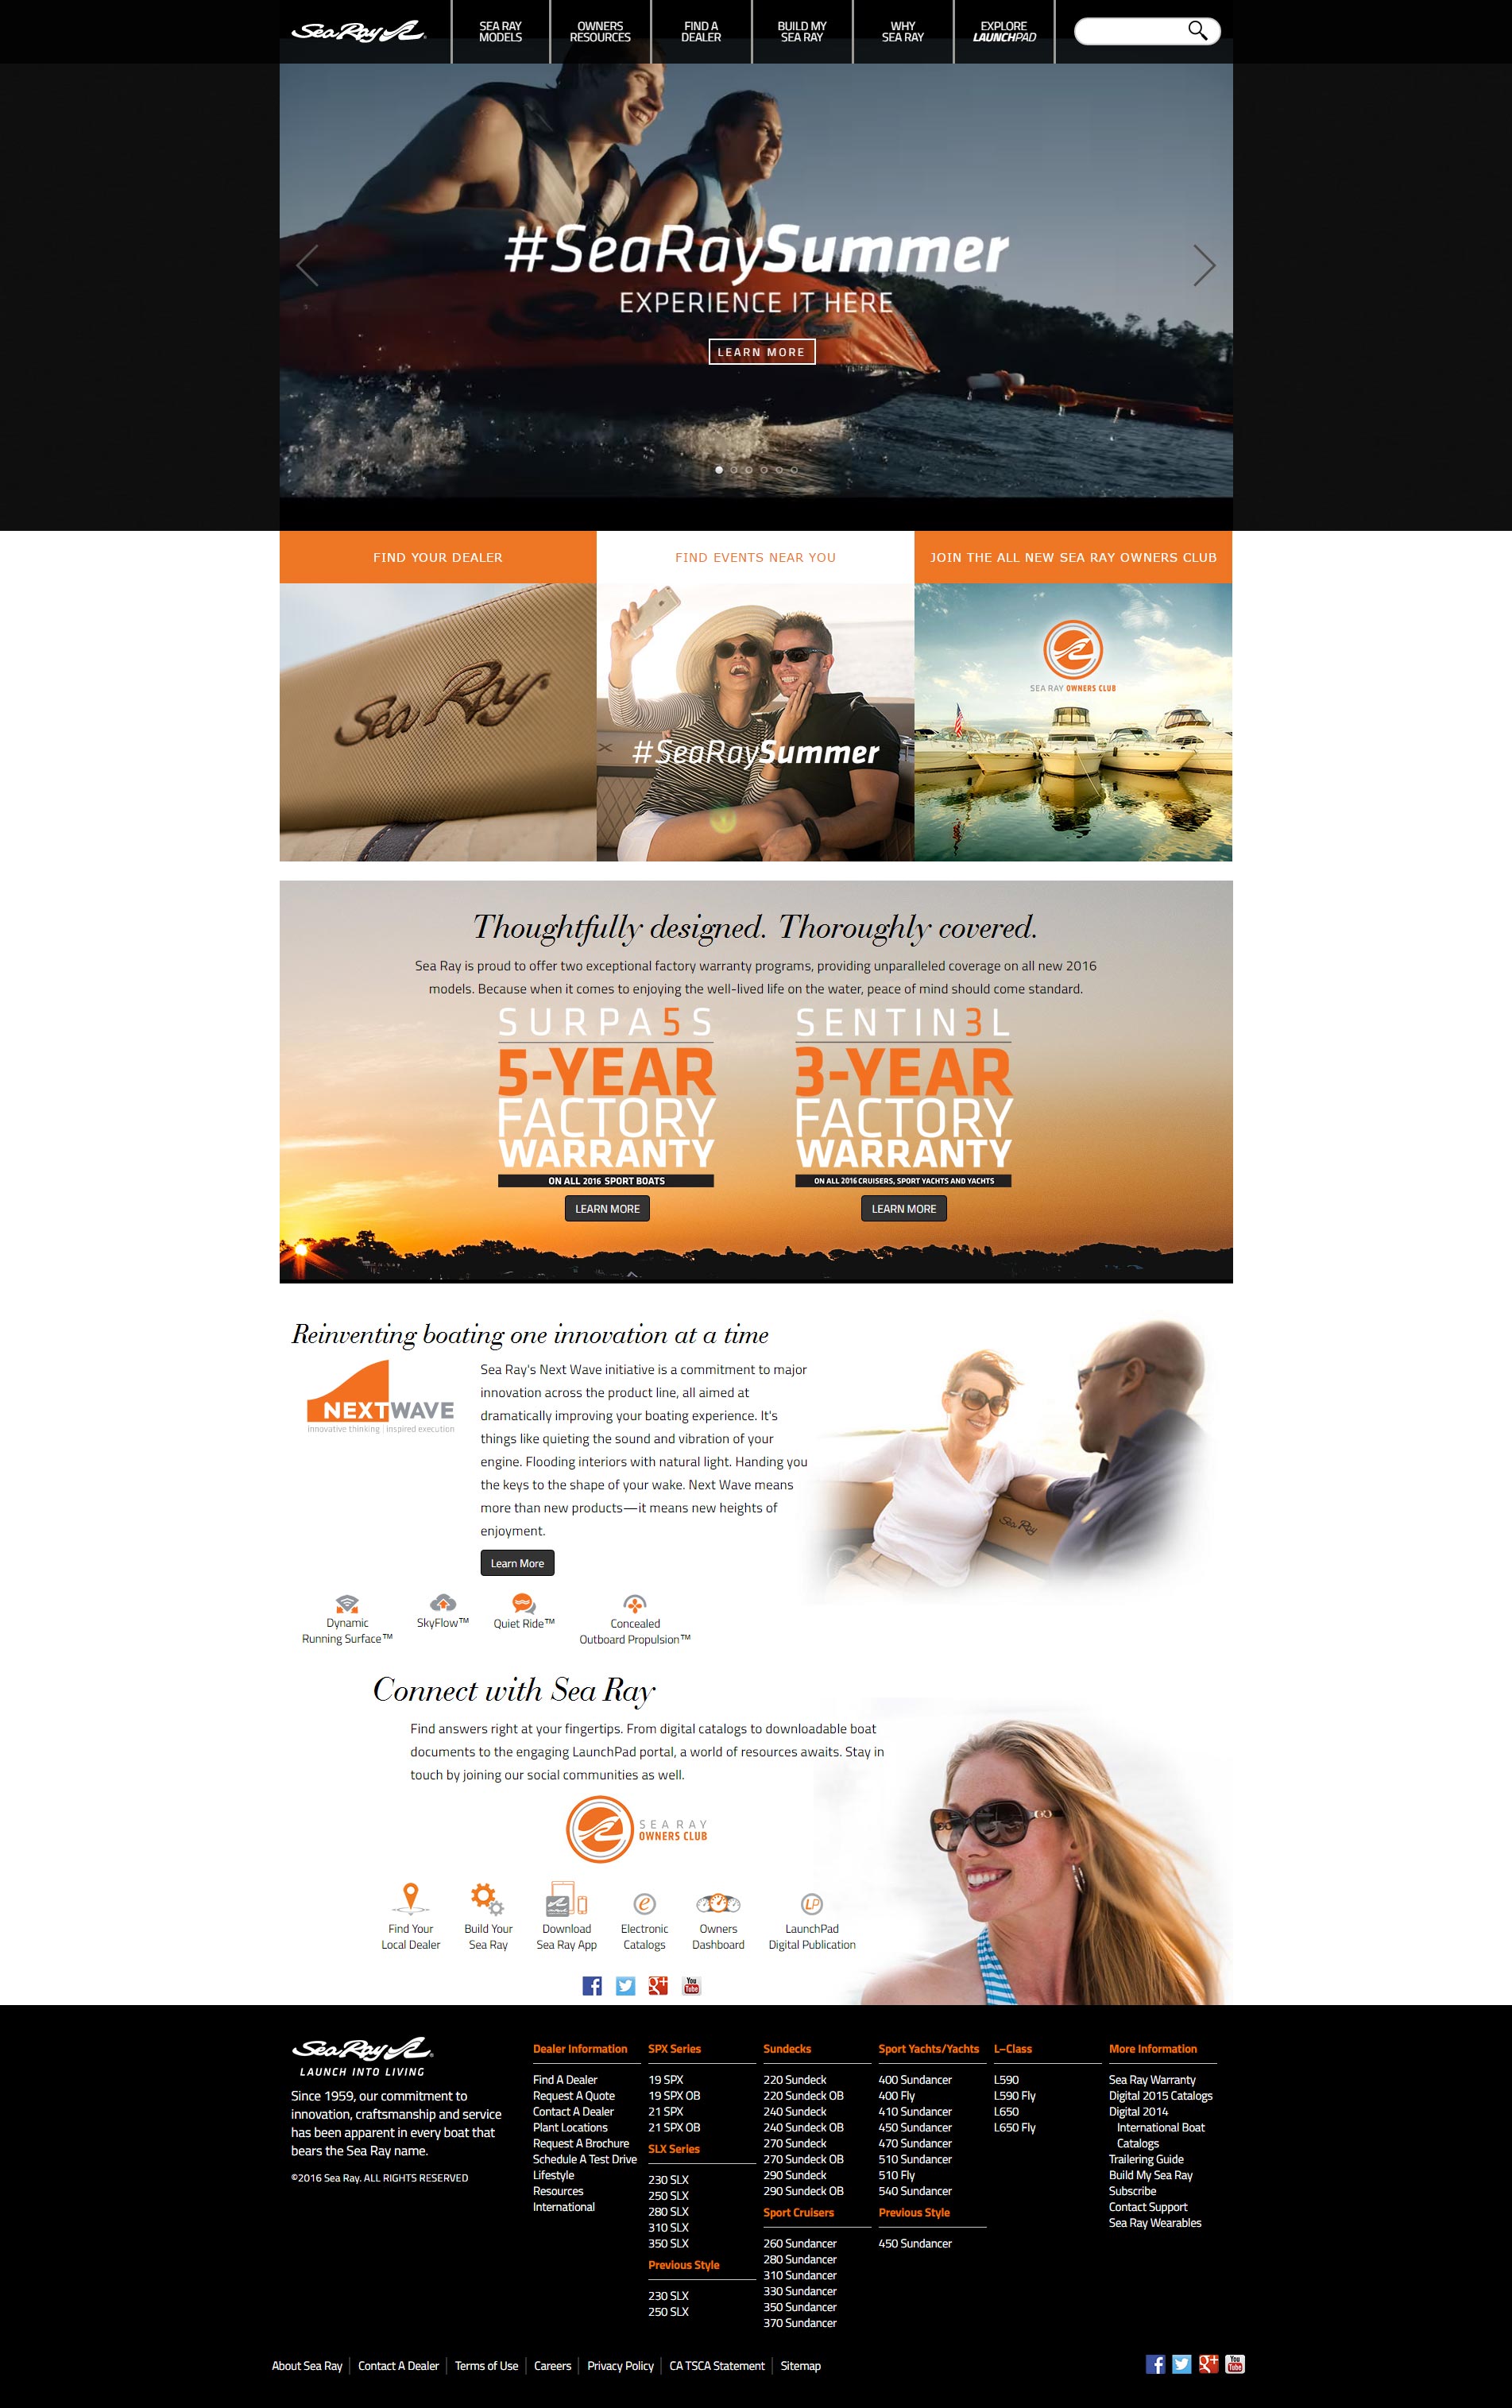 Sea Ray
SEA RAY
MODELS
OWNERS
RESOURCES
FIND A
DEALER
BUILD MY
SEA RAY
WHY
SEA RAY
EXPLORE
LAUNCHPAD
#SeaRaySummer
EXPERIENCE IT HERE
LEARN MORE
FIND YOUR DEALER
FIND EVENTS NEAR YOU
JOIN THE ALL NEW SEA RAY OWNERS CLUB
Sea Ray
#SeaRaySummer
SEA RAY OWNERS CLUB
Thoughtfully designed. Thoroughly covered.
Sea Ray is proud to offer two exceptional factory warranty programs, providing unparalleled coverage on all new 2016
models. Because when it comes to enjoying the well-lived life on the water, peace of mind should come standard.
SURPA5S
5-YEAR
FACTORY
WARRANTY
ON ALL 2016 SPORT BOATS
LEARN MORE
SENTIN3L
3-YEAR
FACTORY
WARRANTY
ON ALL 2016 CRUISERS, SPORT YACHTS AND YACHTS
LEARN MORE
Reinventing boating one innovation at a time
NEXTWAVE
innovative thinking | inspired execution
Sea Ray's Next Wave initiative is a commitment to major
innovation across the product line, all aimed at
dramatically improving your boating experience. It's
things like quieting the sound and vibration of your
engine. Flooding interiors with natural light. Handing you
the keys to the shape of your wake. Next Wave means
more than new products—it means new heights of
enjoyment.
Learn More
Sea Ray
Dynamic
Running Surface™
SkyFlow™
Quiet Ride™
Concealed
Outboard Propulsion™
Connect with Sea Ray
Find answers right at your fingertips. From digital catalogs to downloadable boat
documents to the engaging LaunchPad portal, a world of resources awaits. Stay in
touch by joining our social communities as well.
SEA RAY
OWNERS CLUB
Find Your
Local Dealer
Build Your
Sea Ray
Download
Sea Ray App
e
Electronic
Catalogs
Owners
Dashboard
LP
LaunchPad
Digital Publication
f
g+
You
Tube
Sea Ray
LAUNCH INTO LIVING
Since 1959, our commitment to
innovation, craftsmanship and service
has been apparent in every boat that
bears the Sea Ray name.
©2016 Sea Ray. ALL RIGHTS RESERVED
Dealer Information
Find A Dealer
Request A Quote
Contact A Dealer
Plant Locations
Request A Brochure
Schedule A Test Drive
Lifestyle
Resources
International
SPX Series
19 SPX
19 SPX OB
21 SPX
21 SPX OB
SLX Series
230 SLX
250 SLX
280 SLX
310 SLX
350 SLX
Previous Style
230 SLX
250 SLX
Sundecks
220 Sundeck
220 Sundeck OB
240 Sundeck
240 Sundeck OB
270 Sundeck
270 Sundeck OB
290 Sundeck
290 Sundeck OB
Sport Cruisers
260 Sundancer
280 Sundancer
310 Sundancer
330 Sundancer
350 Sundancer
370 Sundancer
Sport Yachts/Yachts
400 Sundancer
400 Fly
410 Sundancer
450 Sundancer
470 Sundancer
510 Sundancer
510 Fly
540 Sundancer
Previous Style
450 Sundancer
L–Class
L590
L590 Fly
L650
L650 Fly
More Information
Sea Ray Warranty
Digital 2015 Catalogs
Digital 2014
International Boat
Catalogs
Trailering Guide
Build My Sea Ray
Subscribe
Contact Support
Sea Ray Wearables
About Sea Ray
Contact A Dealer
Terms of Use
Careers
Privacy Policy
CA TSCA Statement
Sitemap
f
g+
You
Tube